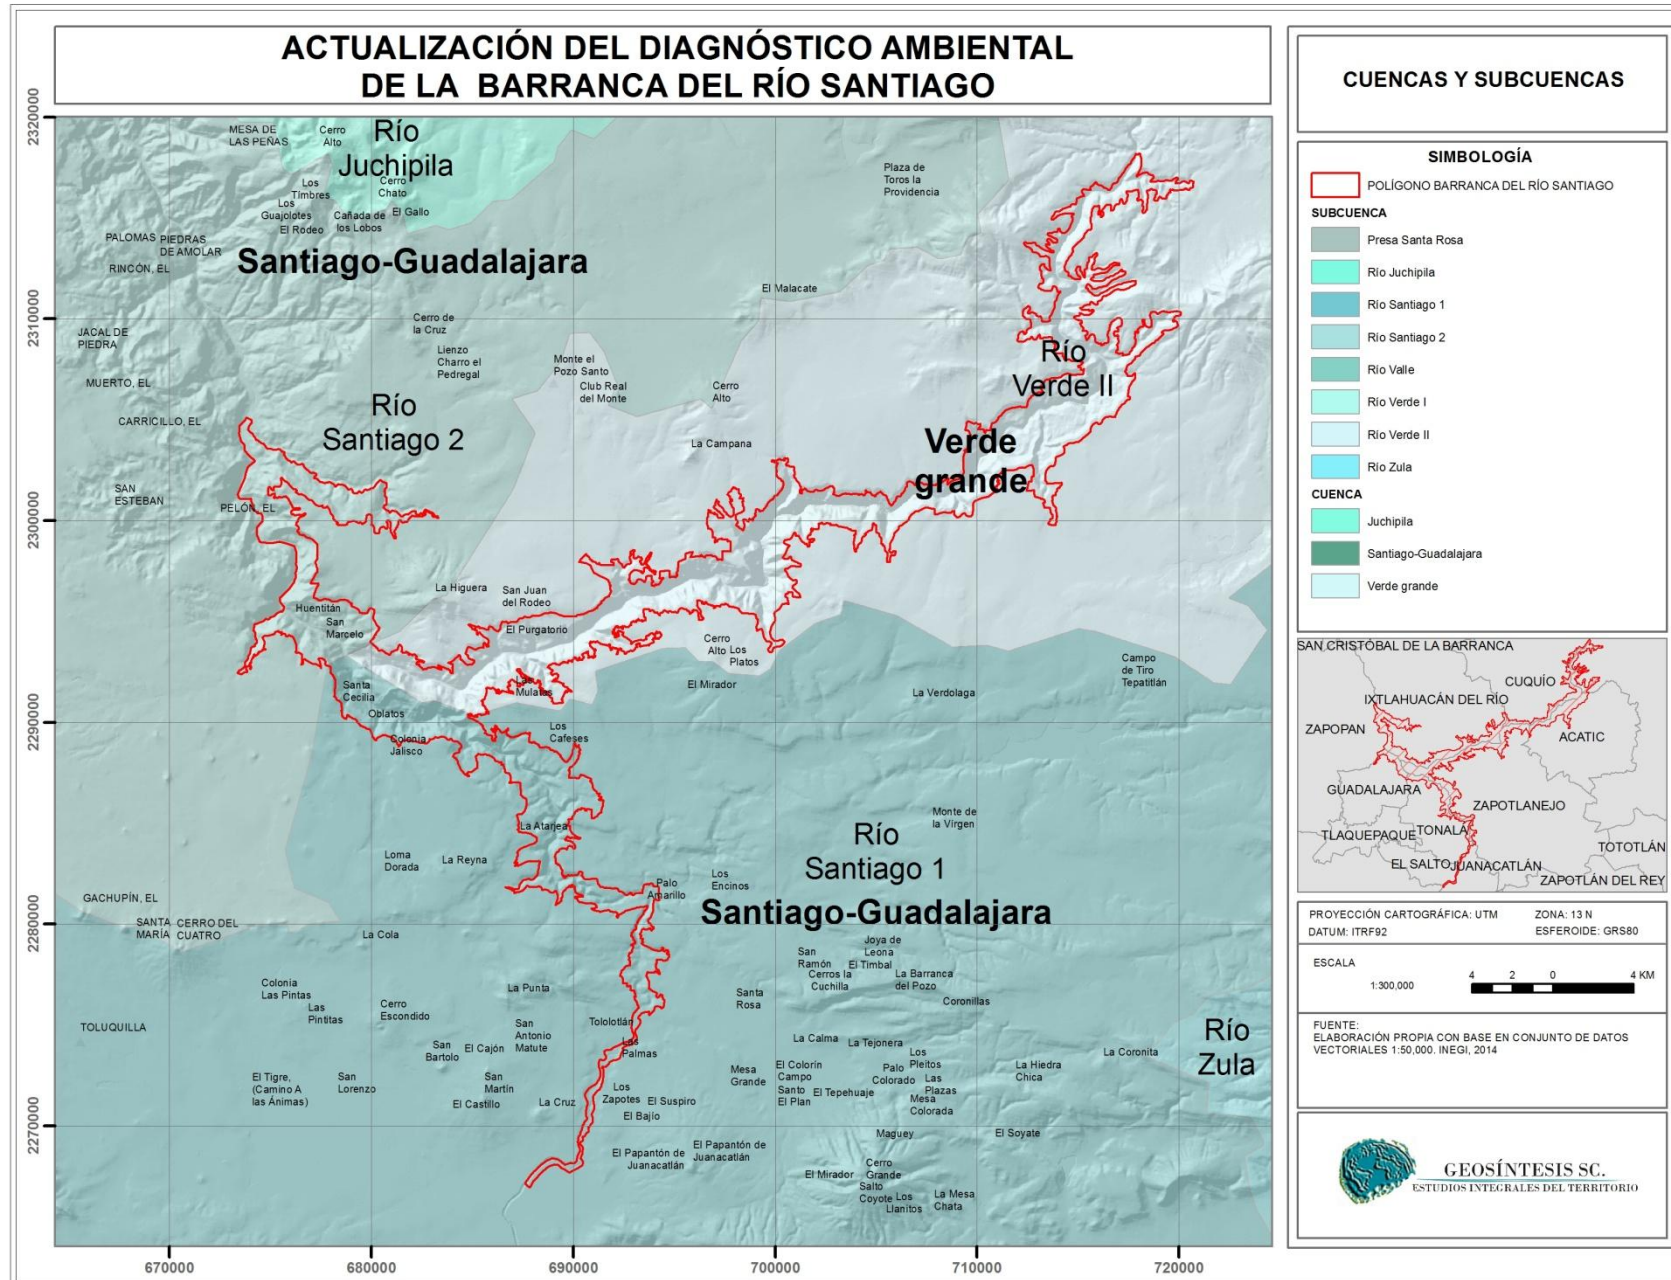 ACTUALIZACIÓN DEL DIAGNÓSTICO AMBIENTAL
DE LA BARRANCA DEL RÍO SANTIAGO
CUENCAS Y SUBCUENCAS
SIMBOLOGÍA
POLÍGONO BARRANCA DEL RÍO SANTIAGO
SUBCUENCA
Presa Santa Rosa
Río Juchipila
Río Santiago 1
Río Santiago 2
Río Valle
Río Verde I
Río Verde II
Río Zula
CUENCA
Juchipila
Santiago-Guadalajara
Verde grande
SAN CRISTÓBAL DE LA BARRANCA
CUQUÍO
IXTLAHUACÁN DEL RÍO
ZAPOPAN
ACATIC
GUADALAJARA
ZAPOTLANEJO
TLAQUEPAQUE
TONALA
TOTOTLÁN
EL SALTO
JUANACATLÁN
ZAPOTLÁN DEL REY
PROYECCIÓN CARTOGRÁFICA: UTM
ZONA: 13 N
DATUM: ITRF92
ESFEROIDE: GRS80
ESCALA
1:300,000
4 2 0 4 KM
FUENTE:
ELABORACIÓN PROPIA CON BASE EN CONJUNTO DE DATOS
VECTORIALES 1:50,000. INEGI, 2014
GEOSÍNTESIS SC.
ESTUDIOS INTEGRALES DEL TERRITORIO
2320000
2310000
2300000
2290000
2280000
2270000
670000
680000
690000
700000
710000
720000
MESA DE
LAS PEÑAS
Cerro
Alto
Río
Juchipila
Los
Tímbres
Cerro
Chato
Los
Guajolotes
El Rodeo
Cañada de
los Lobos
El Gallo
Plaza de
Toros la
Providencia
PALOMAS
PIEDRAS
DE AMOLAR
RINCÓN, EL
Santiago-Guadalajara
El Malacate
JACAL DE
PIEDRA
Cerro de
la Cruz
Lienzo
Charro el
Pedregal
Monte el
Pozo Santo
Club Real
del Monte
Cerro
Alto
Río
Verde II
MUERTO, EL
CARRICILLO, EL
Río
Santiago 2
La Campana
Verde
grande
SAN
ESTEBAN
PELÓN, EL
La Higuera
San Juan
del Rodeo
El Purgatorio
Huentitán
San
Marcelo
Cerro
Alto
Los
Platos
Santa
Cecilia
Las
Mulatas
El Mirador
La Verdolaga
Campo
de Tiro
Tepatitlán
Oblatos
Colonia
Jalisco
Los
Cafeses
La Atarjea
Monte de
la Virgen
Loma
Dorada
La Reyna
Río
Santiago 1
Palo
Amarillo
Los
Encinos
Santiago-Guadalajara
GACHUPÍN, EL
SANTA
MARÍA
CERRO DEL
CUATRO
La Cola
San
Ramón
Joya de
Leona
El Timbal
Cerros la
Cuchilla
La Barranca
del Pozo
Coronillas
Colonia
Las Pintas
Las
Pintitas
Cerro
Escondido
La Punta
Santa
Rosa
TOLUQUILLA
San
Antonio
Matute
Tololotlán
Las
Palmas
San
Bartolo
El Cajón
La Calma
La Tejonera
Los
Pleitos
La Coronita
Río
Zula
El Tigre,
(Camino A
las Ánimas)
San
Lorenzo
San
Martín
El Castillo
La Cruz
Los
Zapotes
El Suspiro
El Bajío
Mesa
Grande
El Colorín
Campo
Santo
El Plan
El Tepehuaje
Palo
Colorado
Las
Plazas
Mesa
Colorada
La Hiedra
Chica
El Papantón de
Juanacatlán
El Papantón de
Juanacatlán
Maguey
El Soyate
El Mirador
Cerro
Grande
Salto
Coyote
Los
Llanitos
La Mesa
Chata